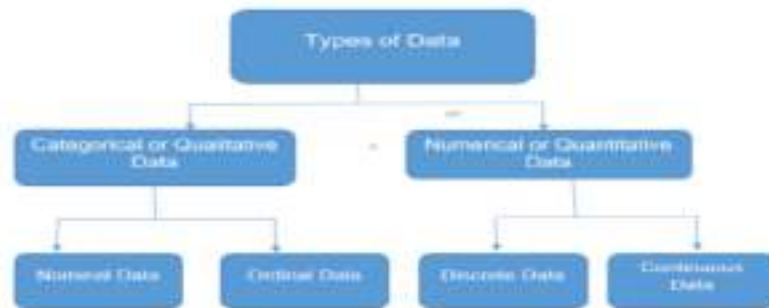 Types of Data
Categorical or Qualitative
Data
Numerical or Quantitative
Data
Nominal Data
Ordinal Data
Discrete Data
Continuous
Data